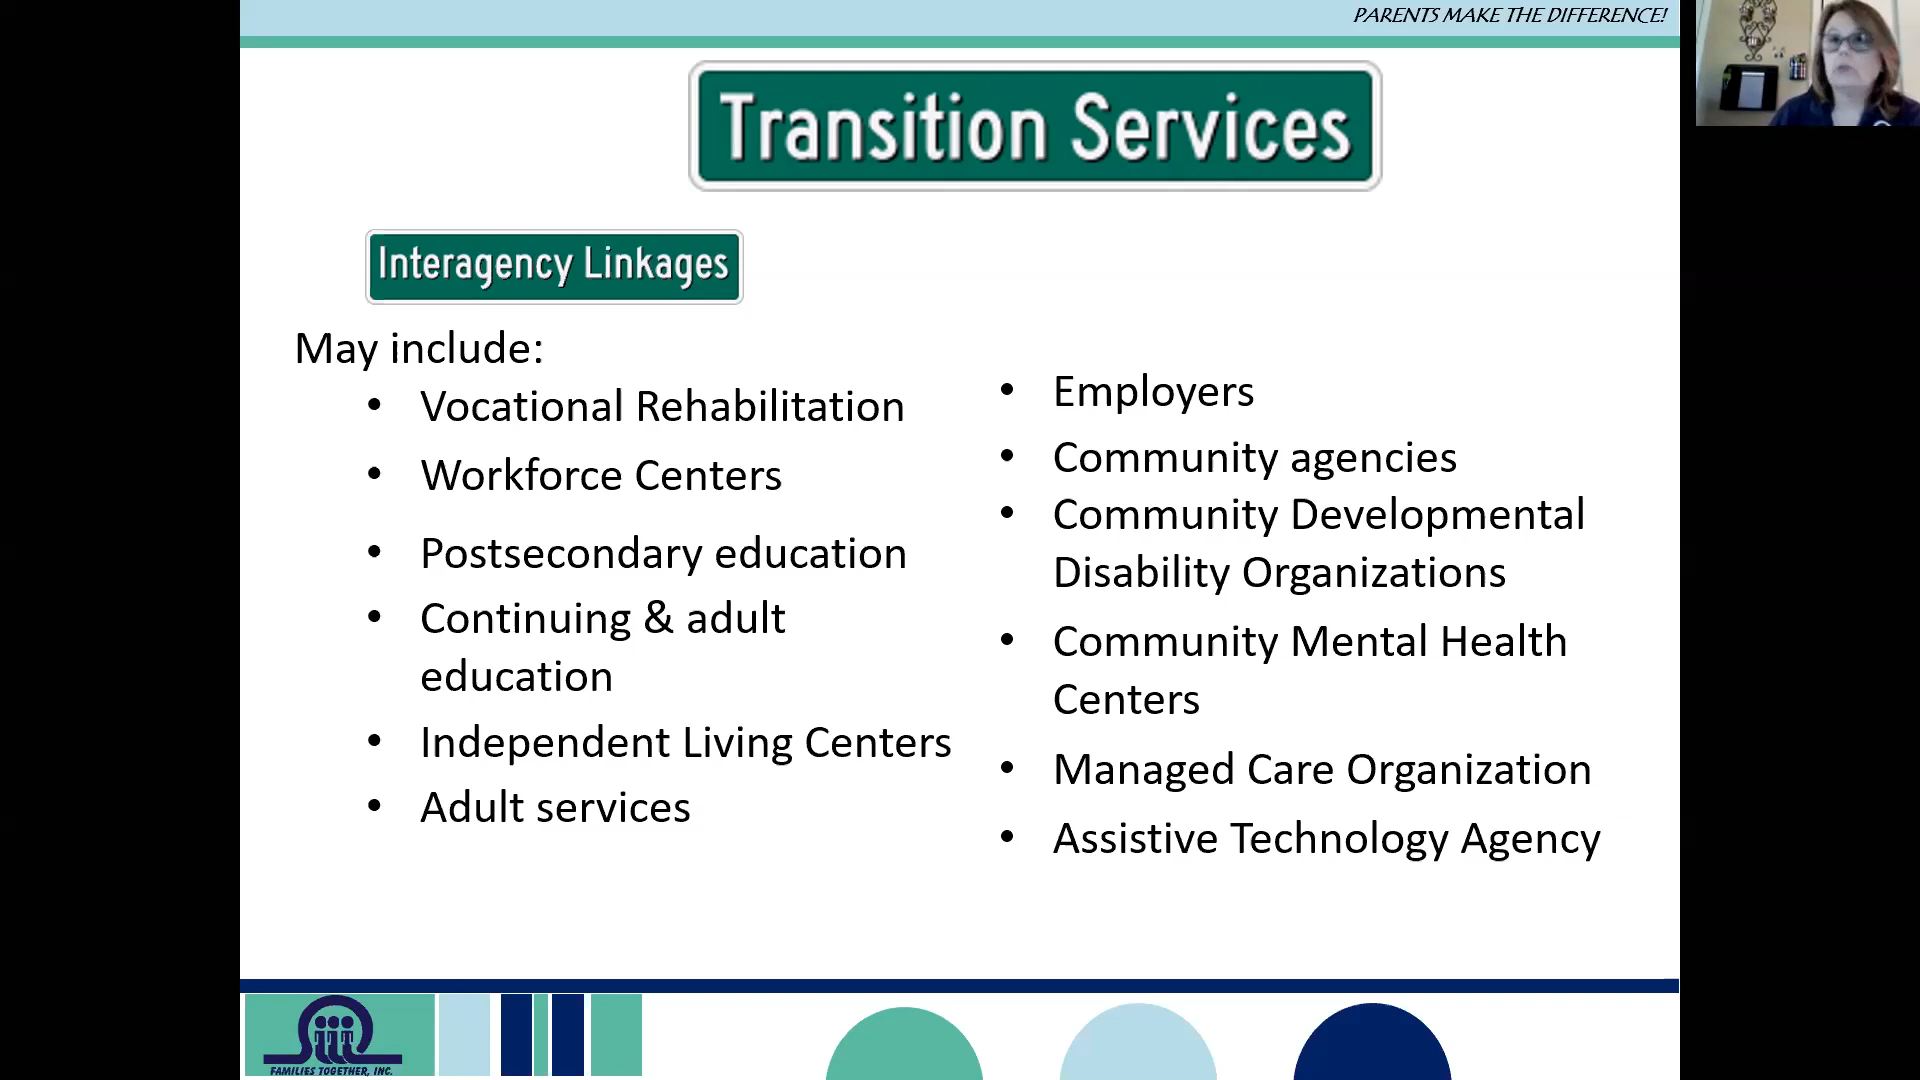 PARENTS MAKE THE DIFFERENCE!
Transition Services
Interagency Linkages
May include:
• Vocational Rehabilitation
• Workforce Centers
• Postsecondary education
• Continuing & adult
education
• Independent Living Centers
• Adult services
• Employers
• Community agencies
• Community Developmental
Disability Organizations
• Community Mental Health
Centers
• Managed Care Organization
• Assistive Technology Agency
FAMILIES TOGETHER, INC.